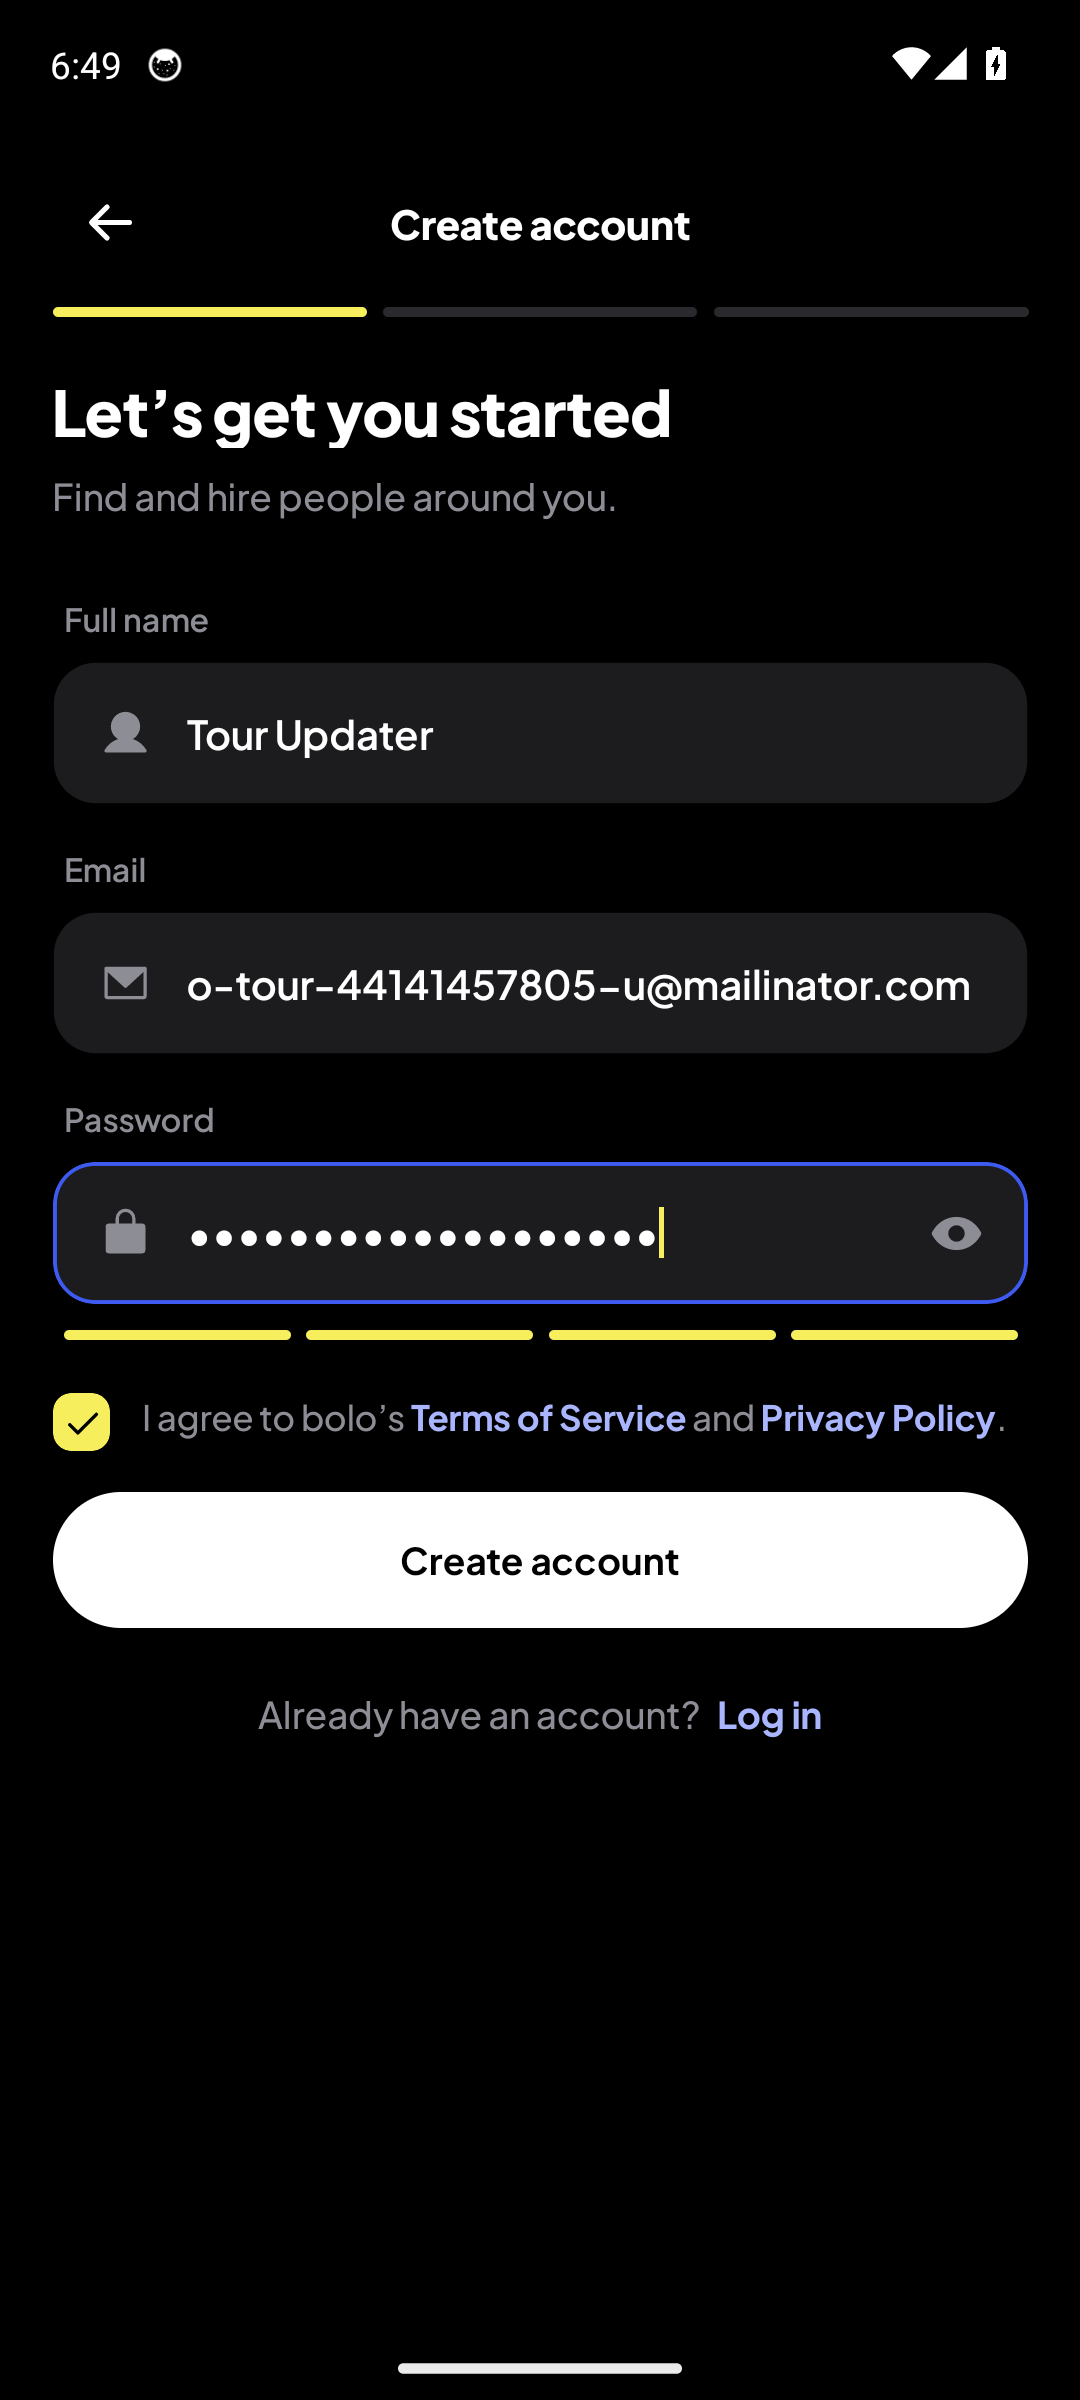 6:49
Create account
Let’s get you started
Find and hire people around you.
Full name
Tour Updater
Email
o-tour-44141457805-u@mailinator.com
Password
•••••••••••••••••••
I agree to bolo’s Terms of Service and Privacy Policy.
Create account
Already have an account? Log in